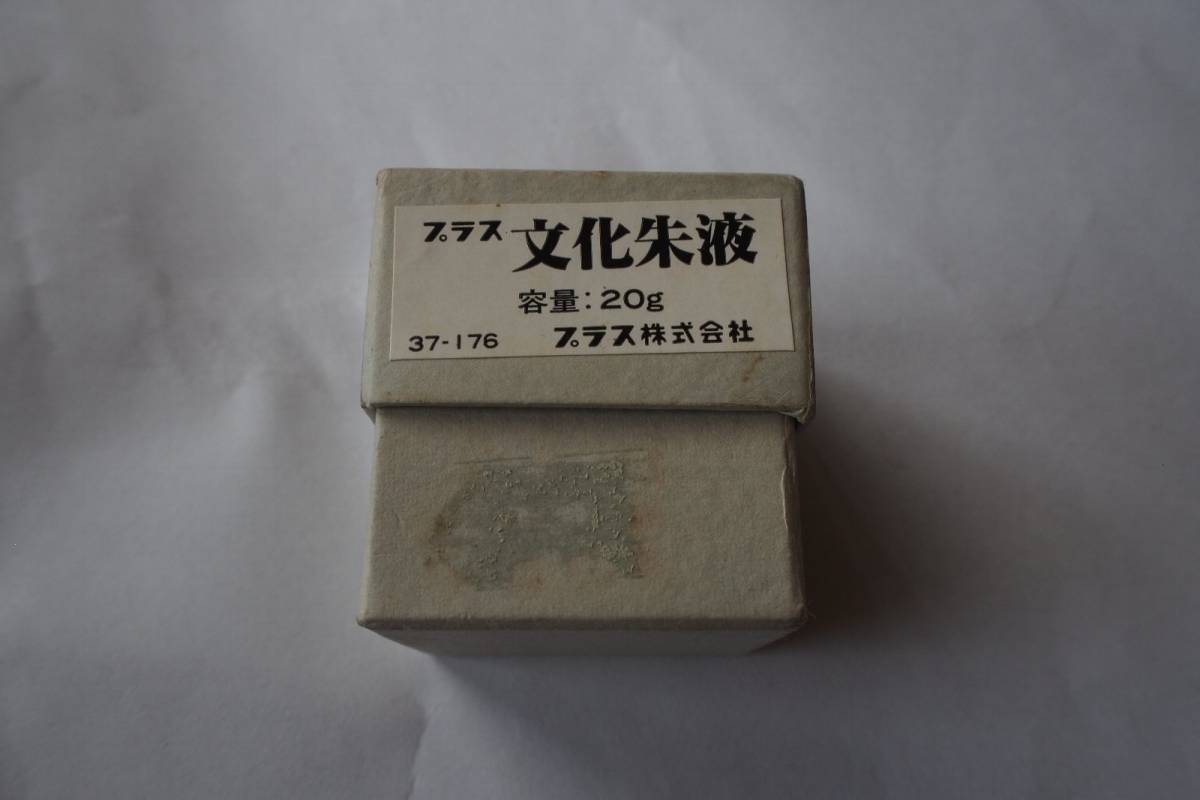 プラス 文化朱液
容量：20g
37-176 プラス株式会社